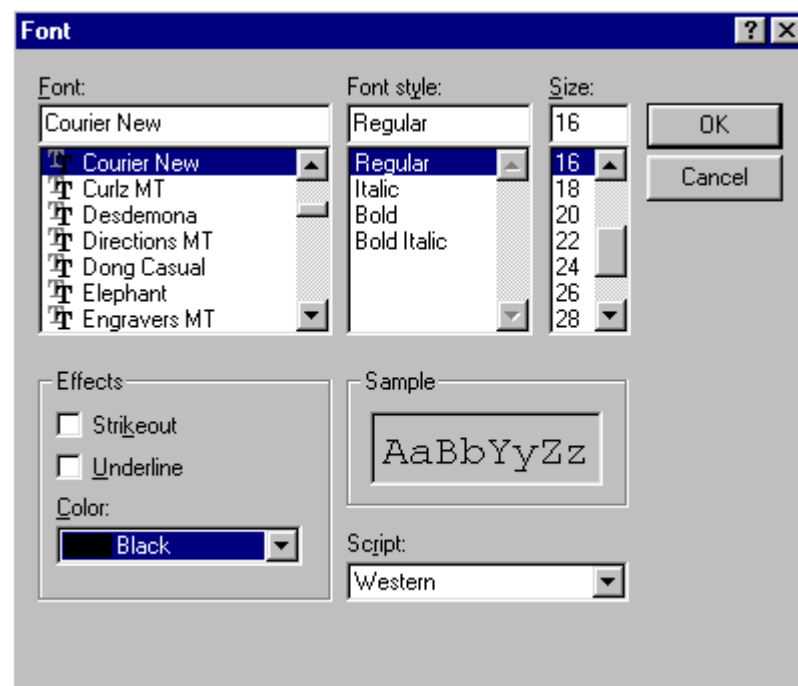 Font
Font:
Courier New
Courier New
Curlz MT
Desdemona
Directions MT
Dong Casual
Elephant
Engravers MT
Font style:
Regular
Regular
Italic
Bold
Bold Italic
Size:
16
16
18
20
22
24
26
28
OK
Cancel
Effects
Strikeout
Underline
Color:
Black
Sample
AaBbYyZz
Script:
Western